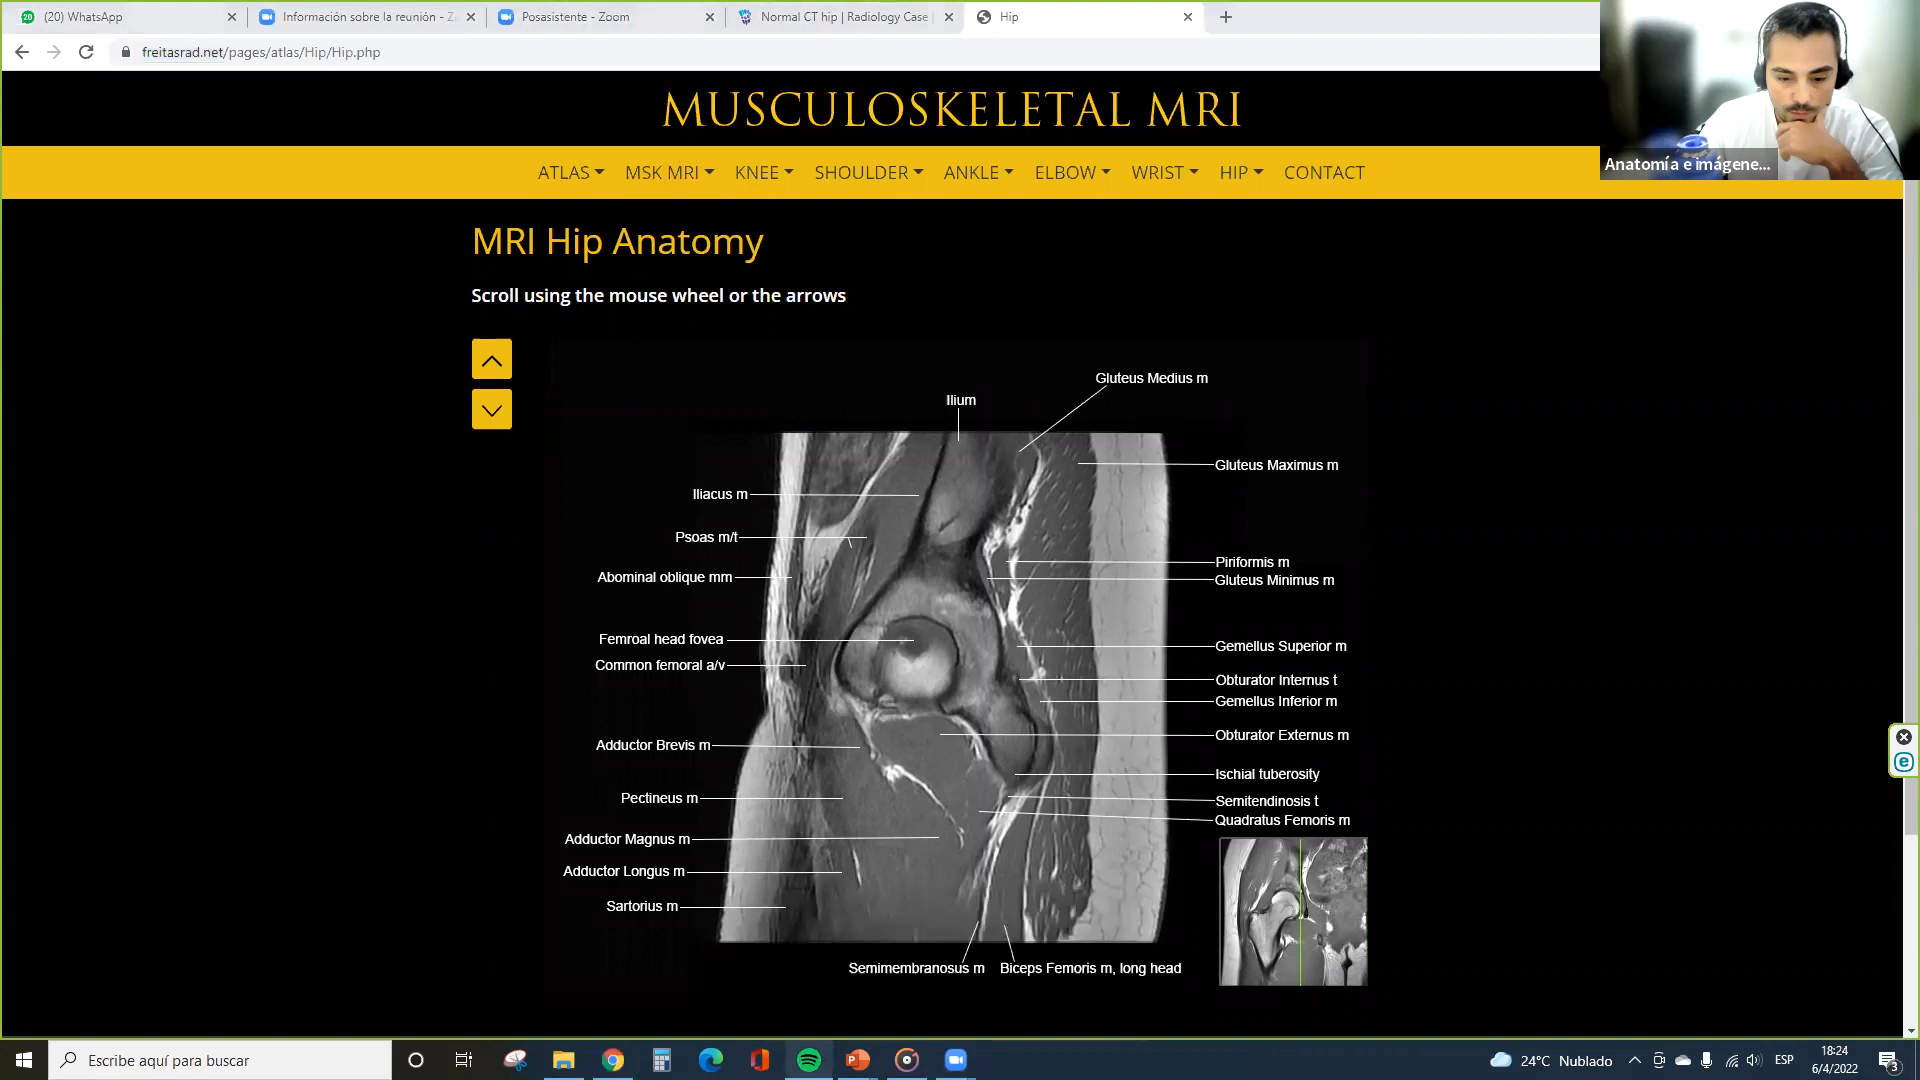 (20) WhatsApp
Información sobre la reunión - Z
Posasistente - Zoom
Normal CT hip | Radiology Case
Hip
freitasrad.net/pages/atlas/Hip/Hip.php
Anatomía e imágene...
MUSCULOSKELETAL MRI
ATLAS MSK MRI KNEE SHOULDER ANKLE ELBOW WRIST HIP CONTACT
MRI Hip Anatomy
Scroll using the mouse wheel or the arrows
Gluteus Medius m
Ilium
Gluteus Maximus m
Iliacus m
Psoas m/t
Piriformis m
Abominal oblique mm
Gluteus Minimus m
Femroal head fovea
Gemellus Superior m
Common femoral a/v
Obturator Internus t
Gemellus Inferior m
Obturator Externus m
Adductor Brevis m
Ischial tuberosity
Pectineus m
Semitendinosis t
Quadratus Femoris m
Adductor Magnus m
Adductor Longus m
Sartorius m
Semimembranosus m
Biceps Femoris m, long head
Escribe aquí para buscar
24°C Nublado
ESP
18:24
6/4/2022
3